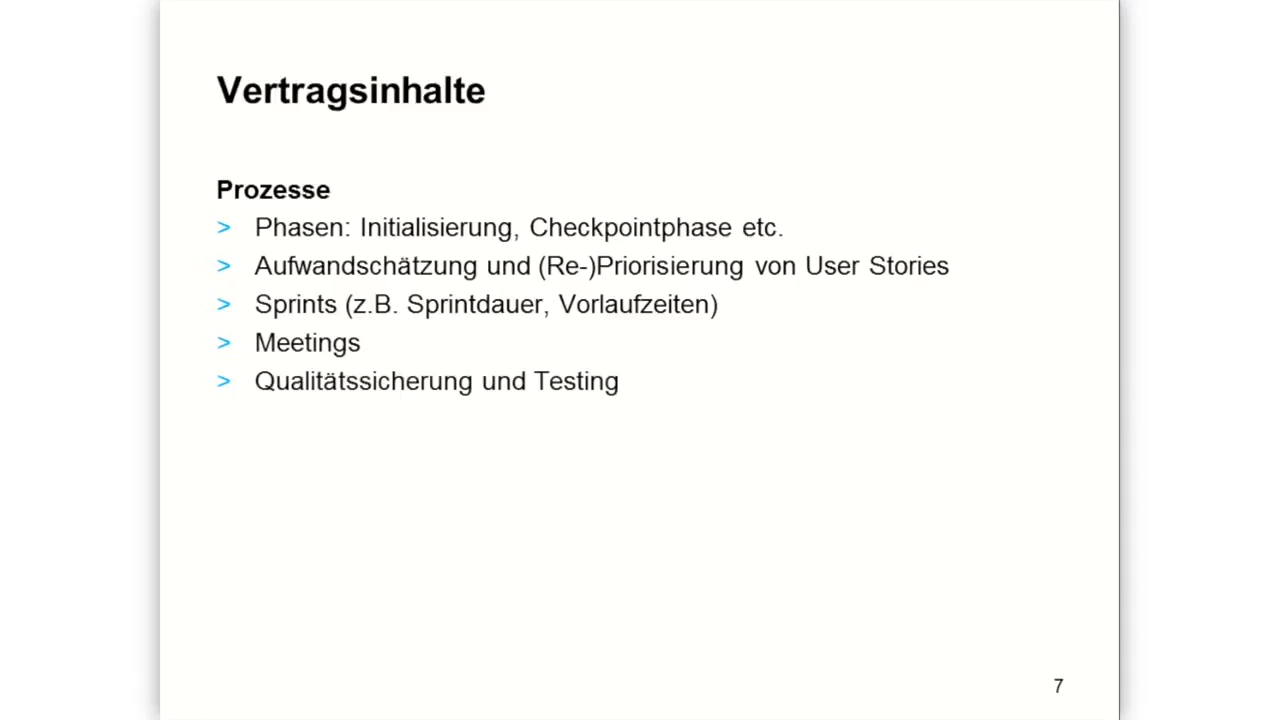 Vertragsinhalte
Prozesse
> Phasen: Initialisierung, Checkpointphase etc.
> Aufwandschätzung und (Re-)Priorisierung von User Stories
> Sprints (z.B. Sprintdauer, Vorlaufzeiten)
> Meetings
> Qualitätssicherung und Testing
7